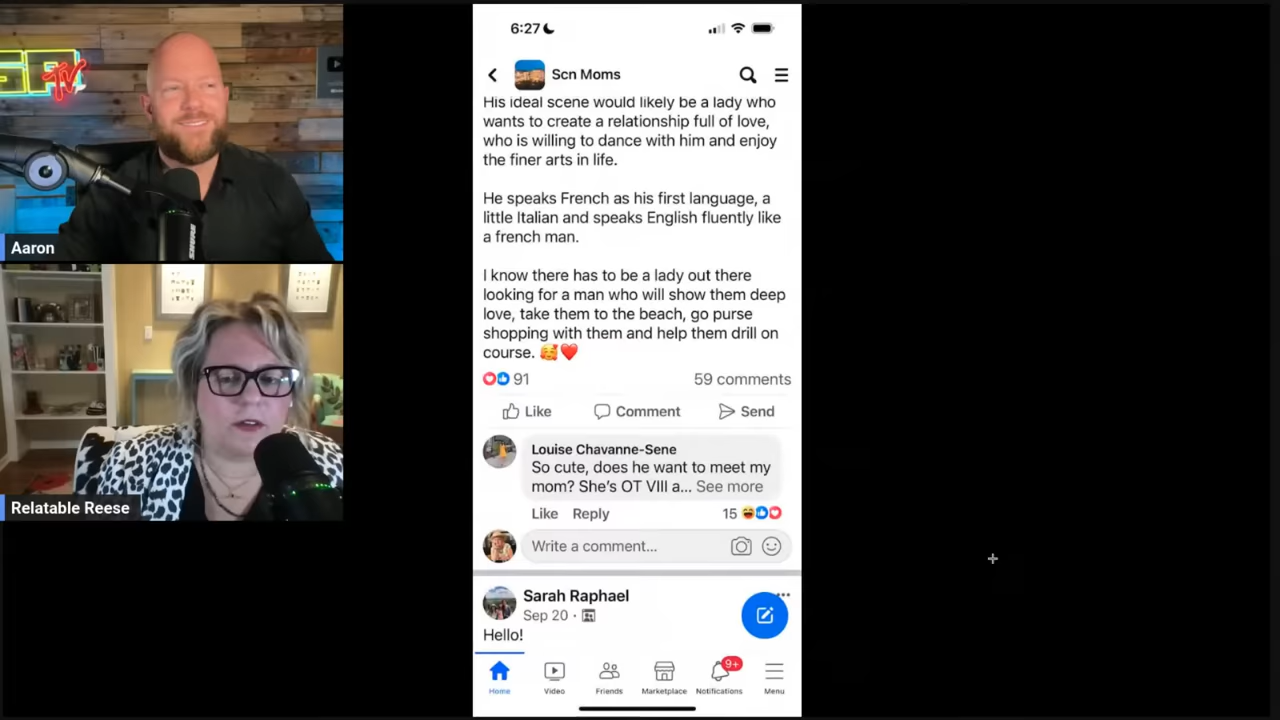 TV
Aaron
Relatable Reese
6:27
Scn Moms
His ideal scene would likely be a lady who
wants to create a relationship full of love,
who is willing to dance with him and enjoy
the finer arts in life.
He speaks French as his first language, a
little Italian and speaks English fluently like
a french man.
I know there has to be a lady out there
looking for a man who will show them deep
love, take them to the beach, go purse
shopping with them and help them drill on
course. 🥰❤️
91
59 comments
Like
Comment
Send
Louise Chavanne-Sene
So cute, does he want to meet my
mom? She's OT VIII a... See more
Like Reply
15
Write a comment...
Sarah Raphael
Sep 20 ·
Hello!
Home
Video
Friends
Marketplace
9+
Notifications
Menu